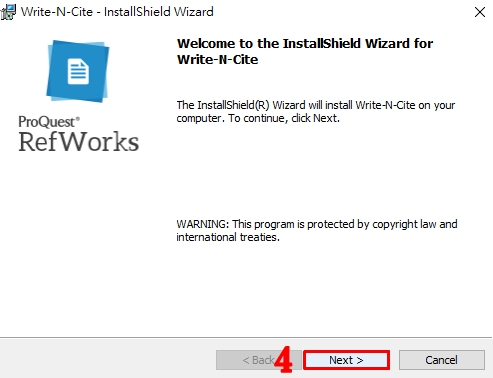 Write-N-Cite - InstallShield Wizard
Welcome to the InstallShield Wizard for
Write-N-Cite
ProQuest®
RefWorks
The InstallShield(R) Wizard will install Write-N-Cite on your
computer. To continue, click Next.
WARNING: This program is protected by copyright law and
international treaties.
< Back
4
Next >
Cancel